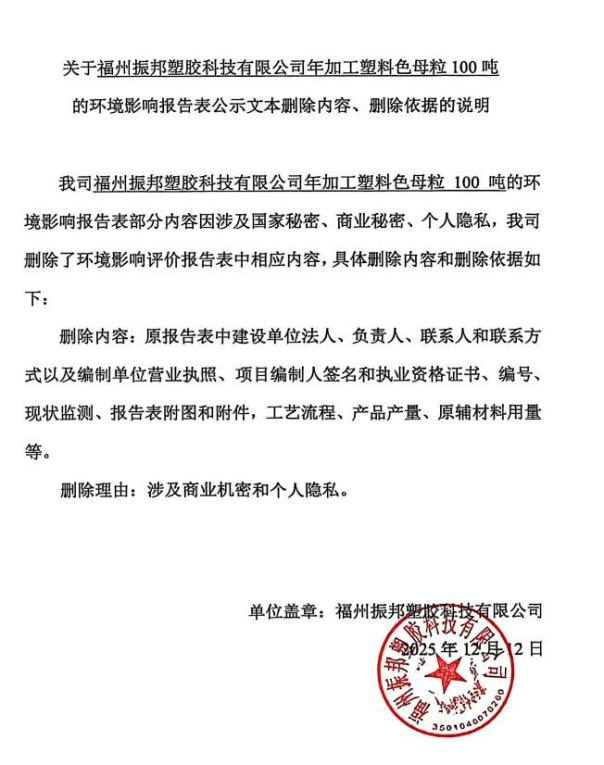 关于福州振邦塑胶科技有限公司年加工塑料色母粒 100 吨
的环境影响报告表公示文本删除内容、删除依据的说明
我司福州振邦塑胶科技有限公司年加工塑料色母粒 100 吨的环
境影响报告表部分内容因涉及国家秘密、商业秘密、个人隐私，我司
删除了环境影响评价报告表中相应内容，具体删除内容和删除依据如
下：
删除内容：原报告表中建设单位法人、负责人、联系人和联系方
式以及编制单位营业执照、项目编制人签名和执业资格证书、编号、
现状监测、报告表附图和附件，工艺流程、产品产量、原辅材料用量
等。
删除理由：涉及商业机密和个人隐私。
单位盖章：福州振邦塑胶科技有限公司
2025 年 12 月 12 日
福州振邦塑胶科技有限公司
3501040070260